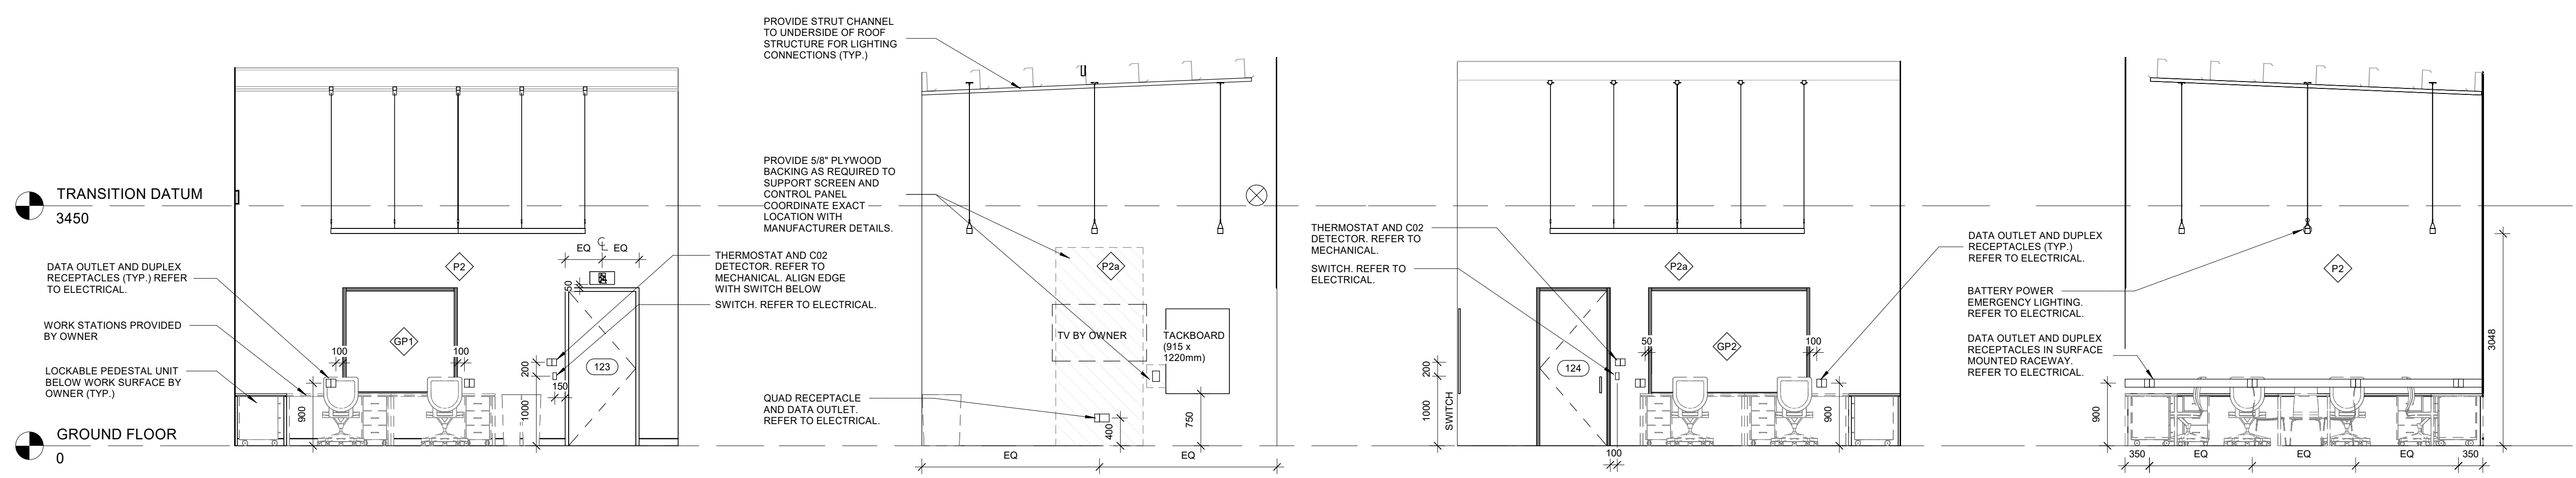 TRANSITION DATUM
3450
GROUND FLOOR
0
DATA OUTLET AND DUPLEX
RECEPTACLES (TYP.) REFER
TO ELECTRICAL.
WORK STATIONS PROVIDED
BY OWNER
LOCKABLE PEDESTAL UNIT
BELOW WORK SURFACE BY
OWNER (TYP.)
EQ
EQ
P2
50
GP1
100
100
123
200
150
900
1000
THERMOSTAT AND C02
DETECTOR. REFER TO
MECHANICAL. ALIGN EDGE
WITH SWITCH BELOW
SWITCH. REFER TO ELECTRICAL.
PROVIDE STRUT CHANNEL
TO UNDERSIDE OF ROOF
STRUCTURE FOR LIGHTING
CONNECTIONS (TYP.)
PROVIDE 5/8" PLYWOOD
BACKING AS REQUIRED TO
SUPPORT SCREEN AND
CONTROL PANEL
COORDINATE EXACT
LOCATION WITH
MANUFACTURER DETAILS.
QUAD RECEPTACLE
AND DATA OUTLET.
REFER TO ELECTRICAL.
P2a
TV BY OWNER
TACKBOARD
(915 x
1220mm)
400
750
EQ
EQ
THERMOSTAT AND C02
DETECTOR. REFER TO
MECHANICAL.
SWITCH. REFER TO
ELECTRICAL.
P2a
GP2
50
100
124
200
1000
SWITCH
900
100
DATA OUTLET AND DUPLEX
RECEPTACLES (TYP.)
REFER TO ELECTRICAL.
BATTERY POWER
EMERGENCY LIGHTING.
REFER TO ELECTRICAL.
DATA OUTLET AND DUPLEX
RECEPTACLES IN SURFACE
MOUNTED RACEWAY.
REFER TO ELECTRICAL.
P2
3048
900
350
EQ
EQ
EQ
350